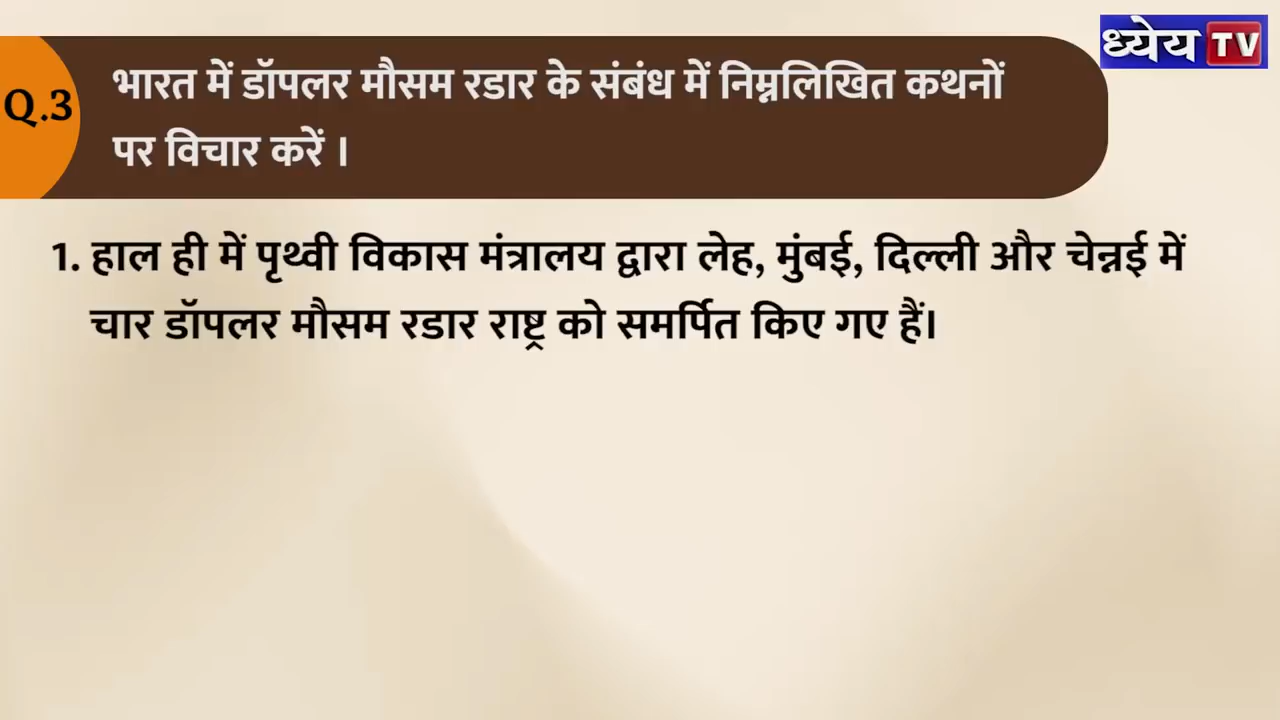 ध्येय TV
Q.3
भारत में डॉपलर मौसम रडार के संबंध में निम्नलिखित कथनों
पर विचार करें ।
1. हाल ही में पृथ्वी विकास मंत्रालय द्वारा लेह, मुंबई, दिल्ली और चेन्नई में
चार डॉपलर मौसम रडार राष्ट्र को समर्पित किए गए हैं।